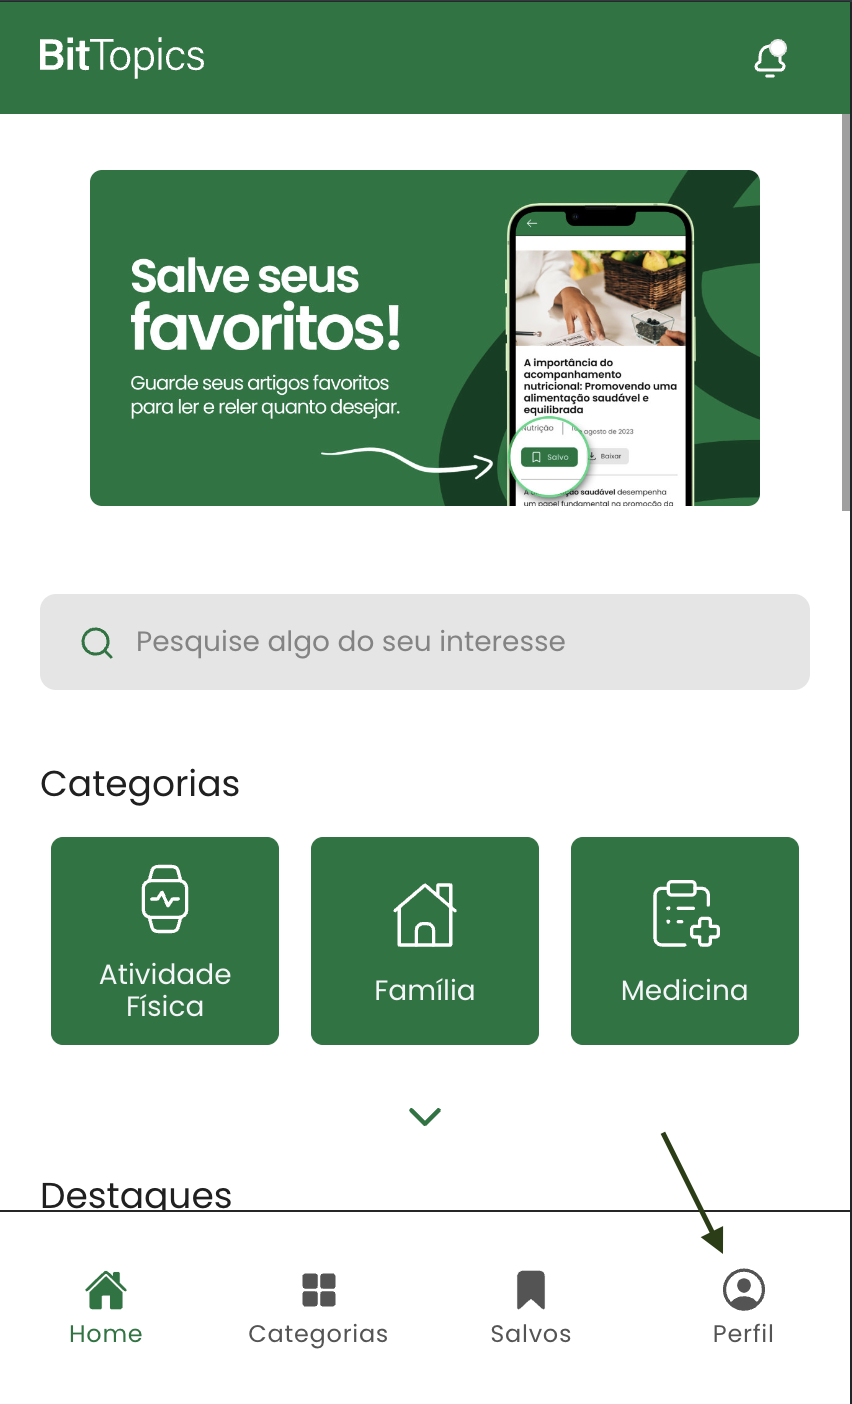 BitTopics
Salve seus
favoritos!
Guarde seus artigos favoritos
para ler e reler quanto desejar.
A importância do
acompanhamento
nutricional: Promovendo uma
alimentação saudável e
equilibrada
Nutrição
agosto de 2023
Salvo
Baixar
saudável desempenha
um papel fundamental na promoção da
Pesquise algo do seu interesse
Categorias
Atividade
Física
Família
Medicina
Destaques
Home
Categorias
Salvos
Perfil